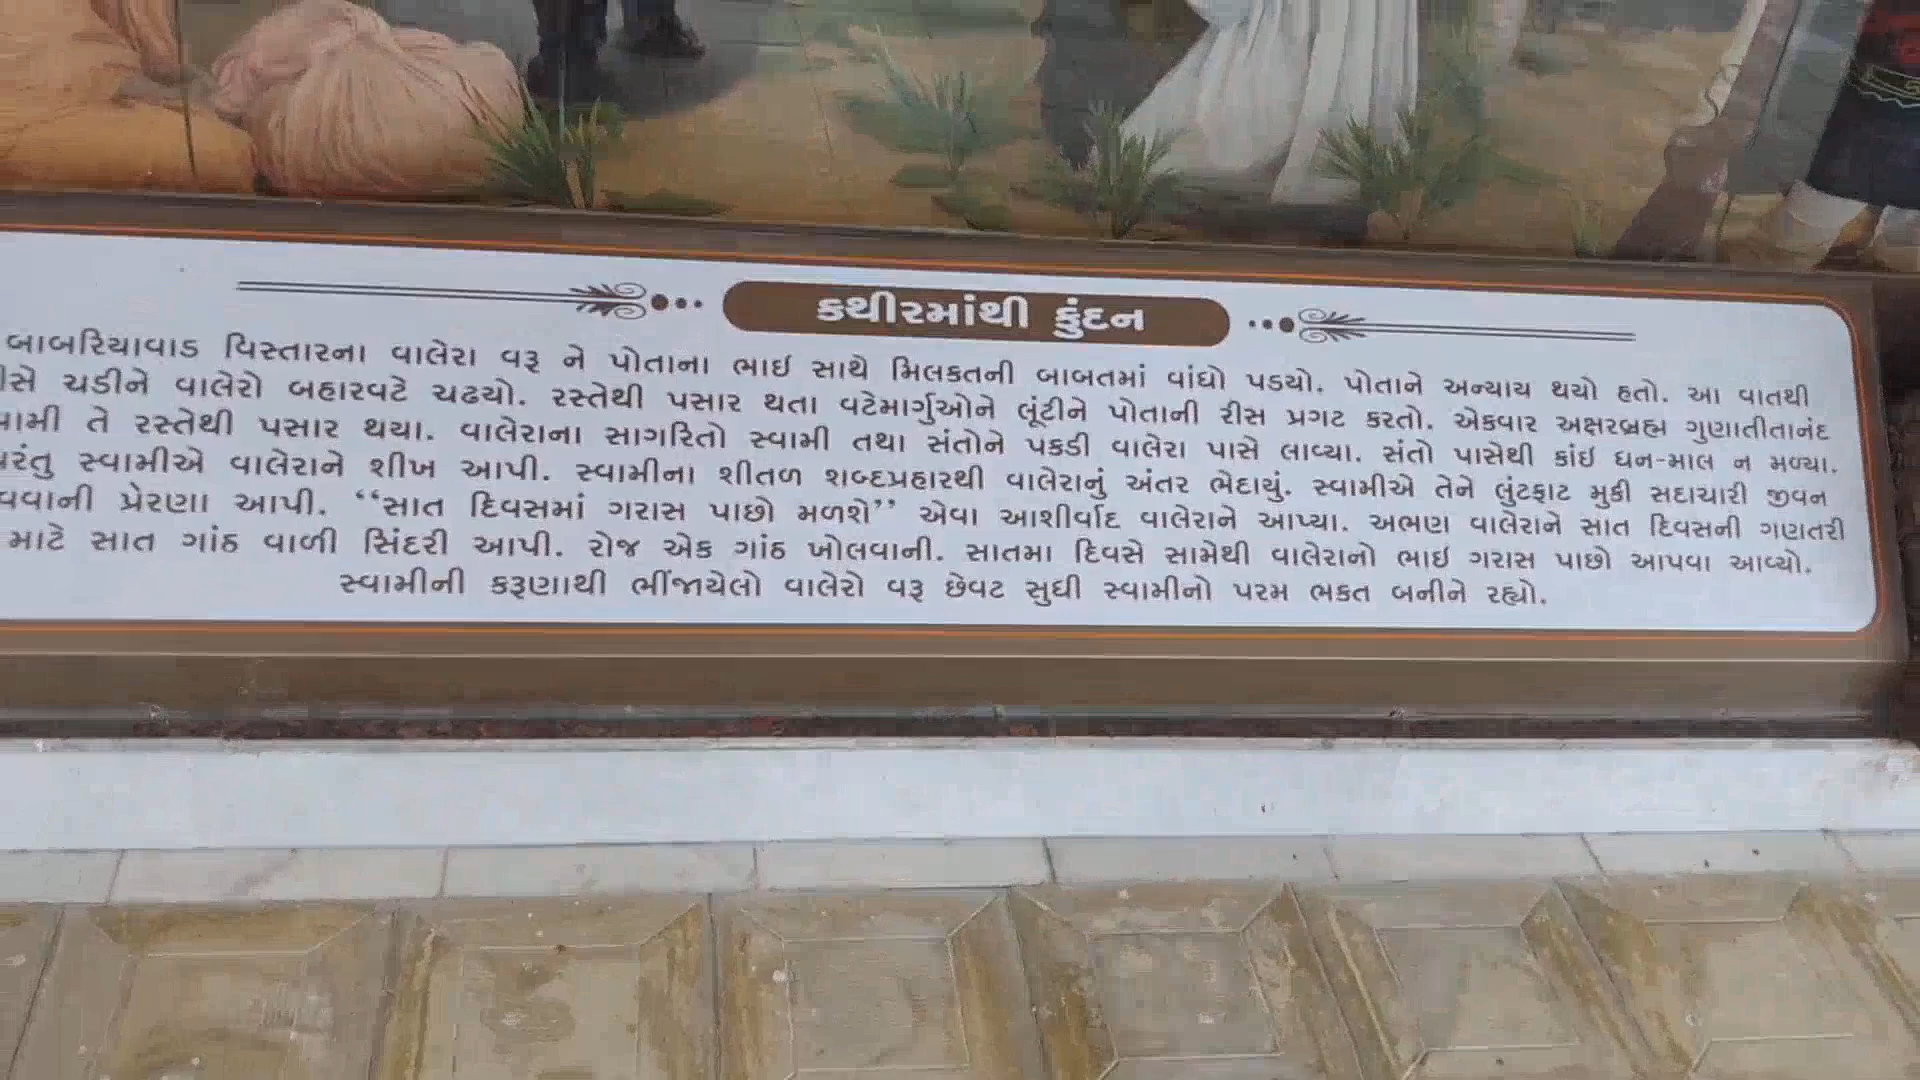 કથીરમાંથી કુંદન
બાબરિયાવાડ વિસ્તારના વાલેરા વરૂ ને પોતાના ભાઈ સાથે મિલકતની બાબતમાં વાંધો પડયો. પોતાને અન્યાય થયો હતો. આ વાતથી
ચડીને વાલેરો બહારવટે ચઢયો. રસ્તેથી પસાર થતા વટેમાર્ગુઓને લૂંટીને પોતાની રીસ પ્રગટ કરતો. એકવાર અક્ષરબ્રહ્મ ગુણાતીતાનંદ
તે રસ્તેથી પસાર થયા. વાલેરાના સાગરિતો સ્વામી તથા સંતોને પકડી વાલેરા પાસે લાવ્યા. સંતો પાસેથી કાંઈ ધન-માલ ન મળ્યા.
સ્વામીએ વાલેરાને શીખ આપી. સ્વામીના શીતળ શબ્દપ્રહારથી વાલેરાનું અંતર ભેદાયું. સ્વામીએ તેને લુંટફાટ મુકી સદાચારી જીવન
પ્રેરણા આપી. “સાત દિવસમાં ગરાસ પાછો મળશે” એવા આશીર્વાદ વાલેરાને આપ્યા. અભણ વાલેરાને સાત દિવસની ગણતરી
માટે સાત ગાંઠ વાળી સિંદરી આપી. રોજ એક ગાંઠ ખોલવાની. સાતમા દિવસે સામેથી વાલેરાનો ભાઈ ગરાસ પાછો આપવા આવ્યો.
સ્વામીની કરૂણાથી ભીંજાયેલો વાલેરો વરૂ છેવટ સુધી સ્વામીનો પરમ ભકત બનીને રહ્યો.